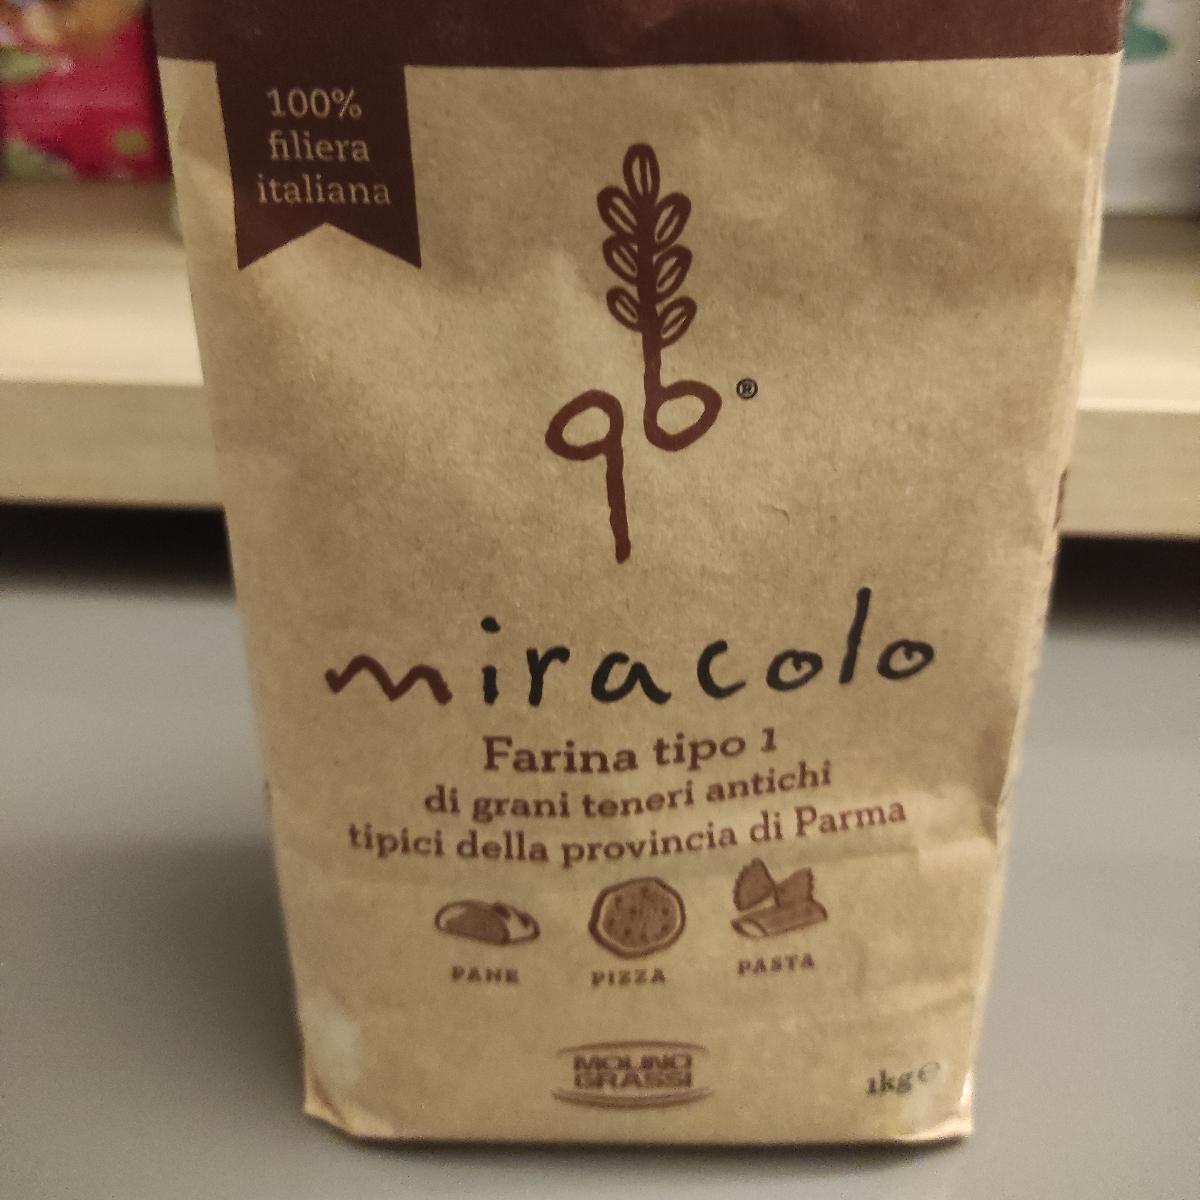 100%
filiera
italiana
qb®
miracolo
Farina tipo 1
di grani teneri antichi
tipici della provincia di Parma
PANE PIZZA PASTA
MOLINO
GRASSI
1kg ℮